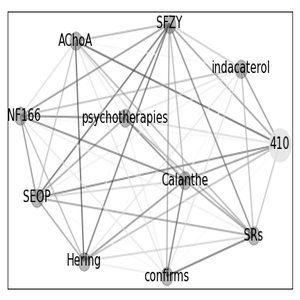 SFZY
AChoA
indacaterol
NF166
psychotherapies
410
Calanthe
SEOP
SRs
Hering
confirms